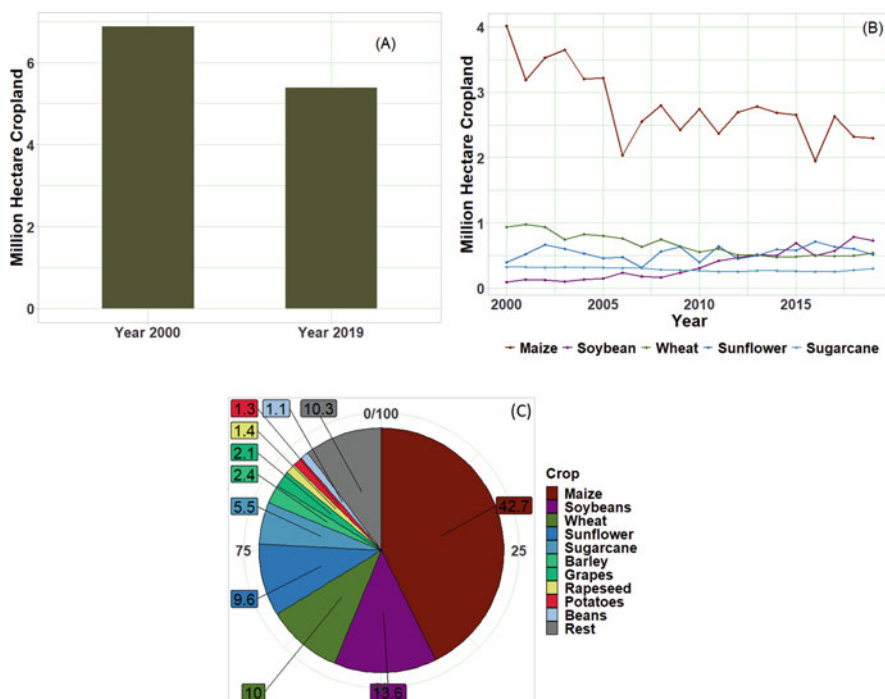 (A)
Million Hectare Cropland
6
4
2
0
Year 2000
Year 2019
(B)
Million Hectare Cropland
4
3
2
1
0
2000
2005
2010
2015
Year
Maize
Soybean
Wheat
Sunflower
Sugarcane
(C)
0/100
25
75
1.3
1.1
10.3
1.4
2.1
2.4
5.5
9.6
10
13.6
42.7
Crop
Maize
Soybeans
Wheat
Sunflower
Sugarcane
Barley
Grapes
Rapeseed
Potatoes
Beans
Rest